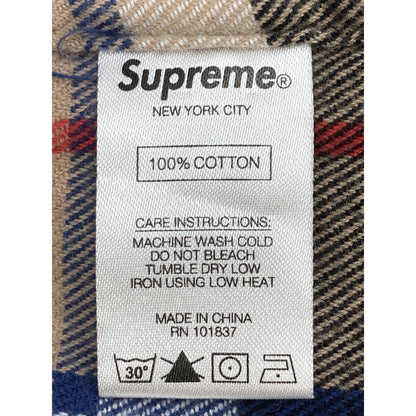 Supreme®
NEW YORK CITY
100% COTTON
CARE INSTRUCTIONS:
MACHINE WASH COLD
DO NOT BLEACH
TUMBLE DRY LOW
IRON USING LOW HEAT
MADE IN CHINA
RN 101837
30°